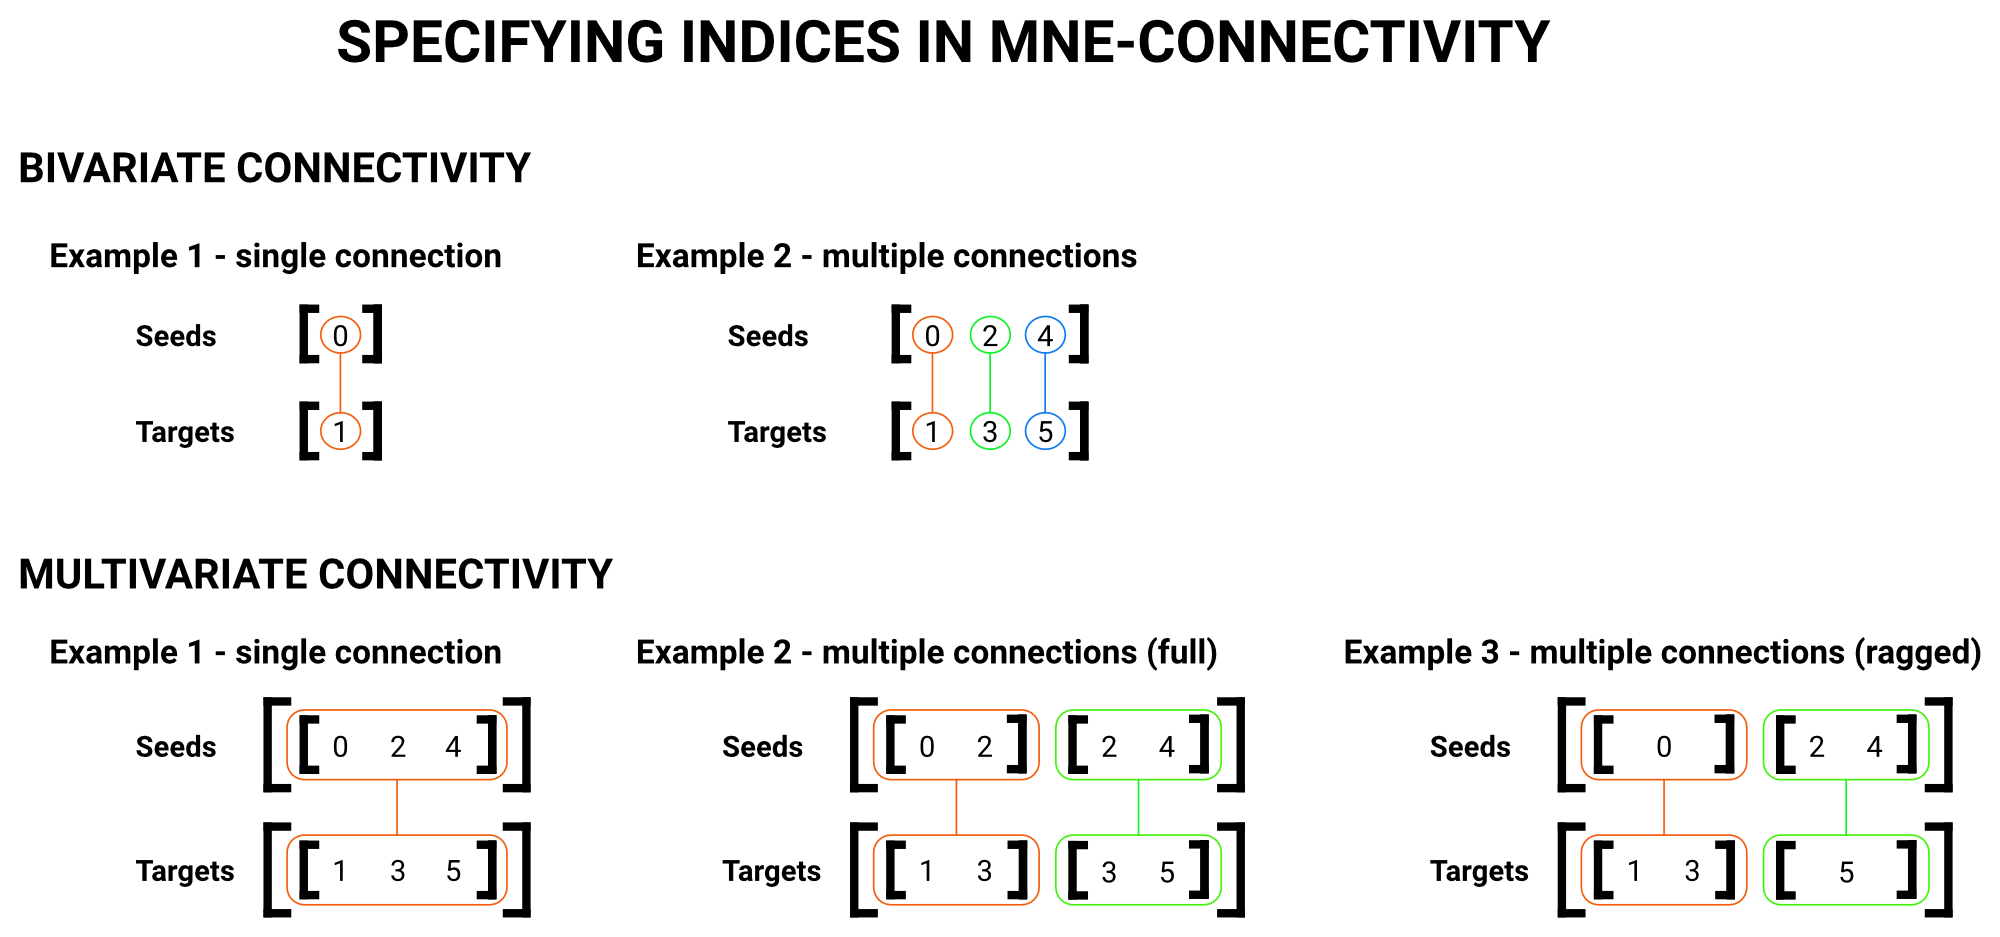 SPECIFYING INDICES IN MNE-CONNECTIVITY
BIVARIATE CONNECTIVITY
Example 1 - single connection
Seeds [0]
Targets [1]
Example 2 - multiple connections
Seeds [0 2 4]
Targets [1 3 5]
MULTIVARIATE CONNECTIVITY
Example 1 - single connection
Seeds [[0 2 4]]
Targets [[1 3 5]]
Example 2 - multiple connections (full)
Seeds [[0 2] [2 4]]
Targets [[1 3] [3 5]]
Example 3 - multiple connections (ragged)
Seeds [[0] [2 4]]
Targets [[1 3] [5]]